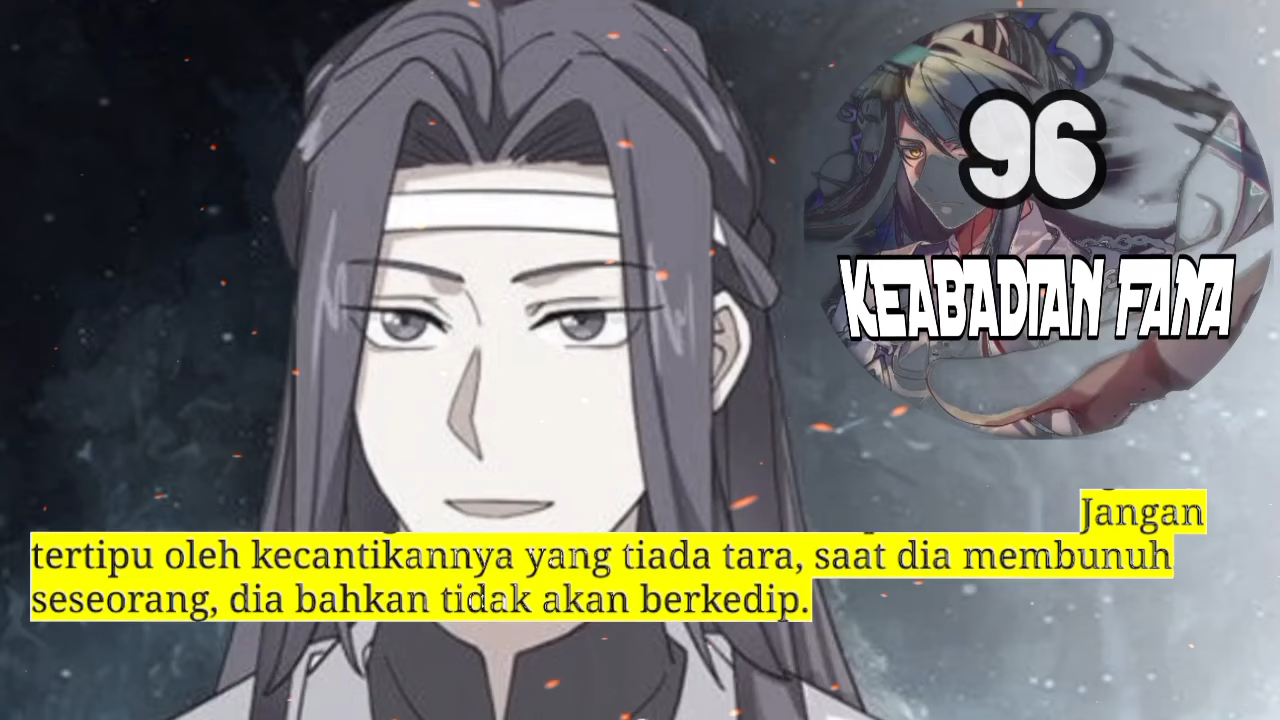 96
KEABADIAN FANA
Jangan
tertipu oleh kecantikannya yang tiada tara, saat dia membunuh
seseorang, dia bahkan tidak akan berkedip.